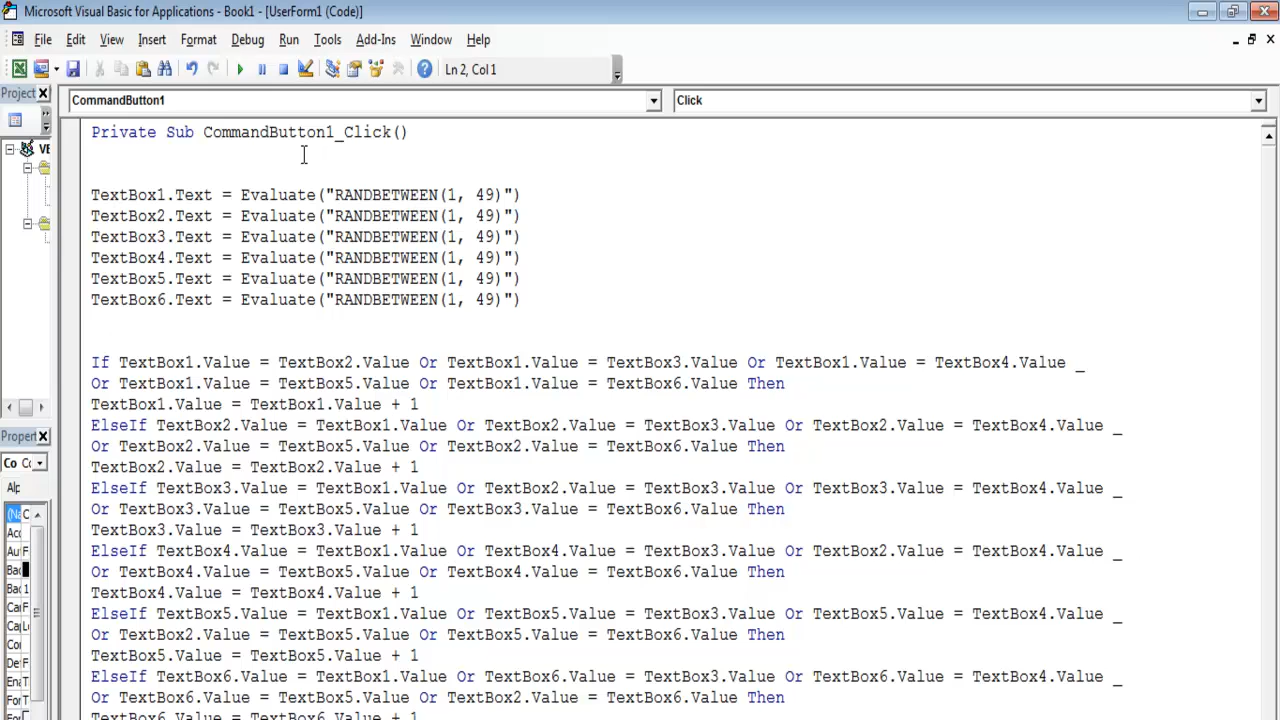 Microsoft Visual Basic for Applications - Book1 - [UserForm1 (Code)]
File Edit View Insert Format Debug Run Tools Add-Ins Window Help
Ln 2, Col 1
Project
CommandButton1 Click
Private Sub CommandButton1_Click()
TextBox1.Text = Evaluate("RANDBETWEEN(1, 49)")
TextBox2.Text = Evaluate("RANDBETWEEN(1, 49)")
TextBox3.Text = Evaluate("RANDBETWEEN(1, 49)")
TextBox4.Text = Evaluate("RANDBETWEEN(1, 49)")
TextBox5.Text = Evaluate("RANDBETWEEN(1, 49)")
TextBox6.Text = Evaluate("RANDBETWEEN(1, 49)")
If TextBox1.Value = TextBox2.Value Or TextBox1.Value = TextBox3.Value Or TextBox1.Value = TextBox4.Value _
Or TextBox1.Value = TextBox5.Value Or TextBox1.Value = TextBox6.Value Then
TextBox1.Value = TextBox1.Value + 1
ElseIf TextBox2.Value = TextBox1.Value Or TextBox2.Value = TextBox3.Value Or TextBox2.Value = TextBox4.Value _
Or TextBox2.Value = TextBox5.Value Or TextBox2.Value = TextBox6.Value Then
TextBox2.Value = TextBox2.Value + 1
ElseIf TextBox3.Value = TextBox1.Value Or TextBox2.Value = TextBox3.Value Or TextBox3.Value = TextBox4.Value _
Or TextBox3.Value = TextBox5.Value Or TextBox3.Value = TextBox6.Value Then
TextBox3.Value = TextBox3.Value + 1
ElseIf TextBox4.Value = TextBox1.Value Or TextBox4.Value = TextBox3.Value Or TextBox2.Value = TextBox4.Value _
Or TextBox4.Value = TextBox5.Value Or TextBox4.Value = TextBox6.Value Then
TextBox4.Value = TextBox4.Value + 1
ElseIf TextBox5.Value = TextBox1.Value Or TextBox5.Value = TextBox3.Value Or TextBox5.Value = TextBox4.Value _
Or TextBox2.Value = TextBox5.Value Or TextBox5.Value = TextBox6.Value Then
TextBox5.Value = TextBox5.Value + 1
ElseIf TextBox6.Value = TextBox1.Value Or TextBox6.Value = TextBox3.Value Or TextBox6.Value = TextBox4.Value _
Or TextBox6.Value = TextBox5.Value Or TextBox2.Value = TextBox6.Value Then
TextBox6.Value = TextBox6.Value + 1